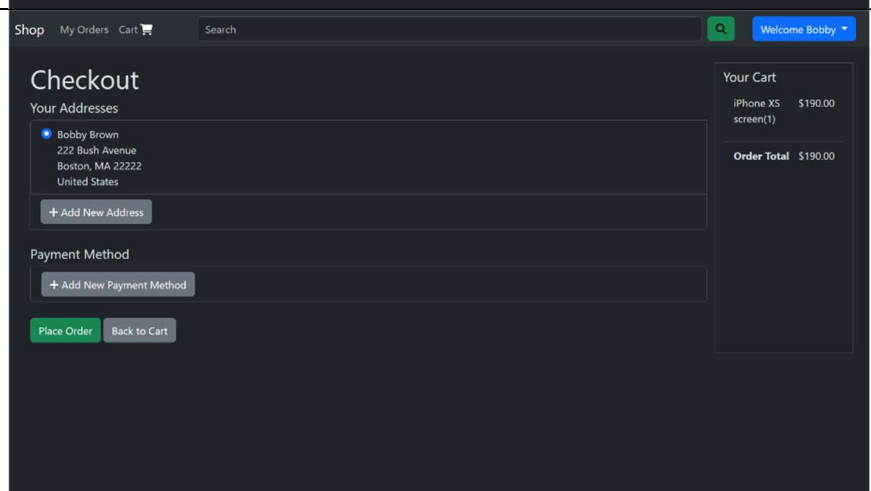 Shop My Orders Cart Search Welcome Bobby
Checkout
Your Addresses
Bobby Brown
222 Bush Avenue
Boston, MA 22222
United States
+ Add New Address
Payment Method
+ Add New Payment Method
Place Order Back to Cart
Your Cart
iPhone XS $190.00
screen(1)
Order Total $190.00